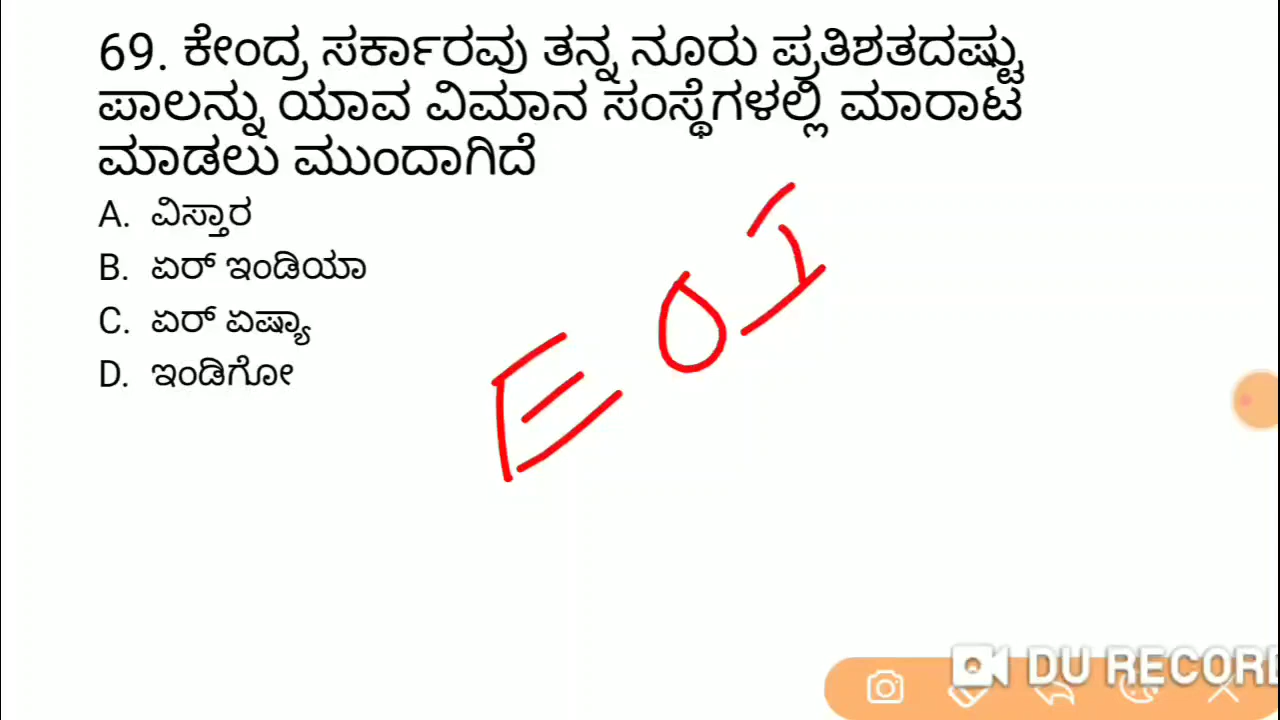 69. ಕೇಂದ್ರ ಸರ್ಕಾರವು ತನ್ನ ನೂರು ಪ್ರತಿಶತದಷ್ಟು
ಪಾಲನ್ನು ಯಾವ ವಿಮಾನ ಸಂಸ್ಥೆಗಳಲ್ಲಿ ಮಾರಾಟ
ಮಾಡಲು ಮುಂದಾಗಿದೆ
A. ವಿಸ್ತಾರ
B. ಏರ್ ಇಂಡಿಯಾ
C. ಏರ್ ಏಷ್ಯಾ
D. ಇಂಡಿಗೋ
E O I
DU RECORD